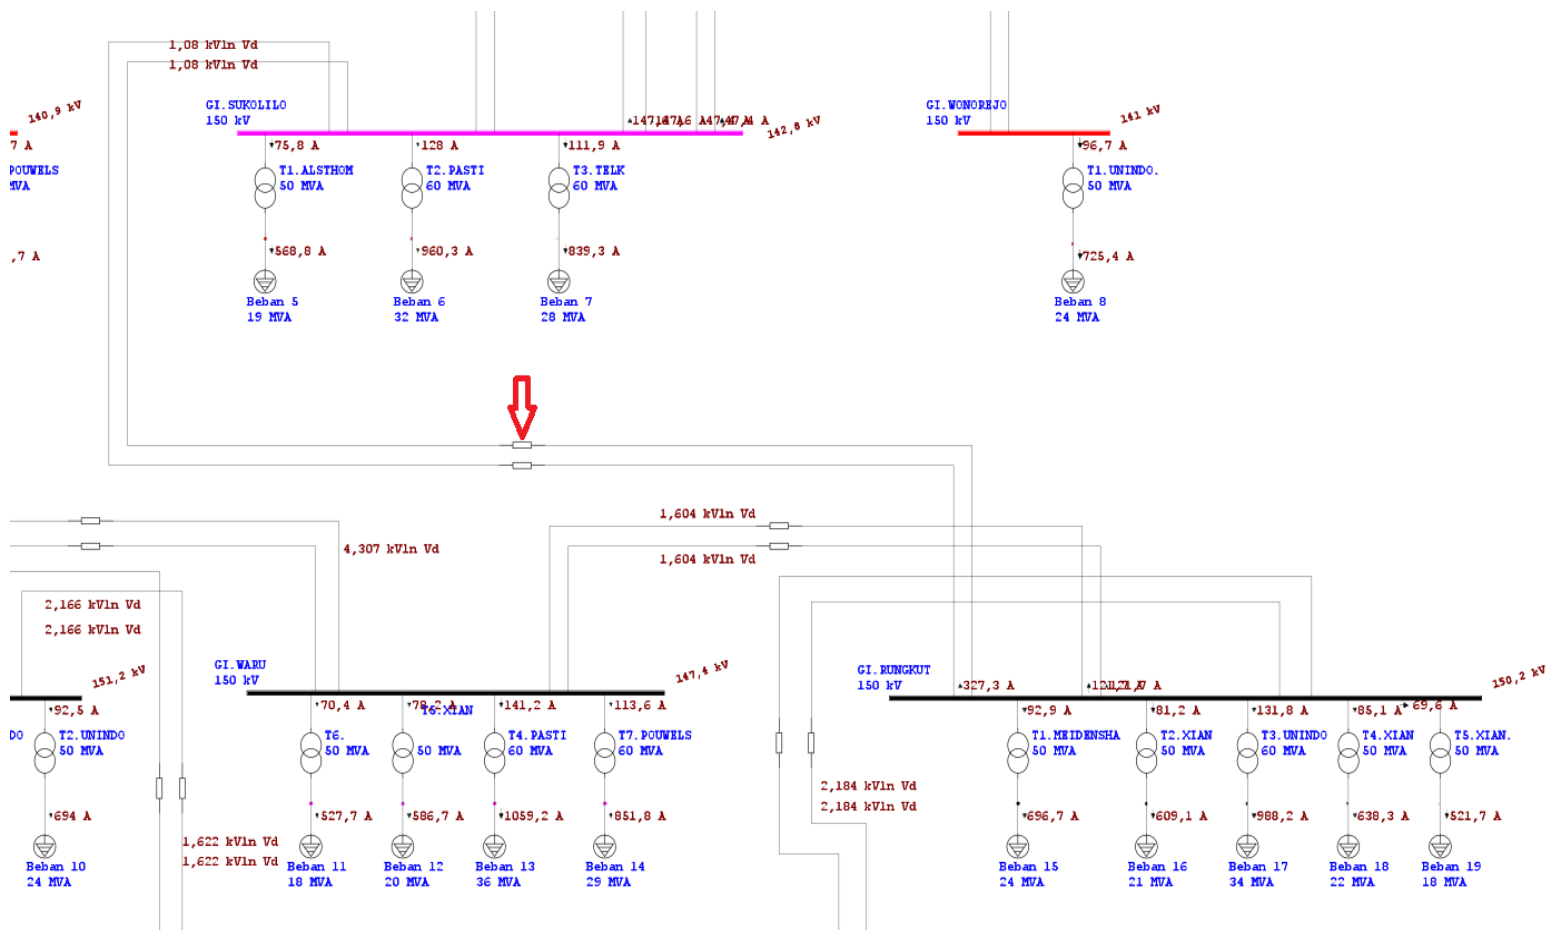 1,08 kVln Vd
1,08 kVln Vd
140,9 kV
GI.SUKOLILO
150 kV
142,8 kV
GI.WONOREJO
150 kV
141 kV
7 A
75,8 A
128 A
111,9 A
96,7 A
POUWELS
MVA
T1.ALSTHOM
50 MVA
T2.PASTI
60 MVA
T3.TELK
60 MVA
T1.UNINDO.
50 MVA
,7 A
568,8 A
960,3 A
839,3 A
725,4 A
Beban 5
19 MVA
Beban 6
32 MVA
Beban 7
28 MVA
Beban 8
24 MVA
1,604 kVln Vd
4,307 kVln Vd
1,604 kVln Vd
2,166 kVln Vd
2,166 kVln Vd
151,2 kV
GI.WARU
150 kV
147,4 kV
GI.RUNGKUT
150 kV
327,3 A
150,2 kV
92,5 A
70,4 A
78,2 A
T5.XIAN
141,2 A
113,6 A
92,9 A
81,2 A
131,8 A
85,1 A
69,6 A
DO
T2.UNINDO
50 MVA
T6.
50 MVA
50 MVA
T4.PASTI
60 MVA
T7.POUWELS
60 MVA
T1.MEIDENSHA
50 MVA
T2.XIAN
50 MVA
T3.UNINDO
60 MVA
T4.XIAN
50 MVA
T5.XIAN.
50 MVA
2,184 kVln Vd
2,184 kVln Vd
694 A
527,7 A
586,7 A
1059,2 A
851,8 A
696,7 A
609,1 A
988,2 A
638,3 A
521,7 A
1,622 kVln Vd
1,622 kVln Vd
Beban 10
24 MVA
Beban 11
18 MVA
Beban 12
20 MVA
Beban 13
36 MVA
Beban 14
29 MVA
Beban 15
24 MVA
Beban 16
21 MVA
Beban 17
34 MVA
Beban 18
22 MVA
Beban 19
18 MVA